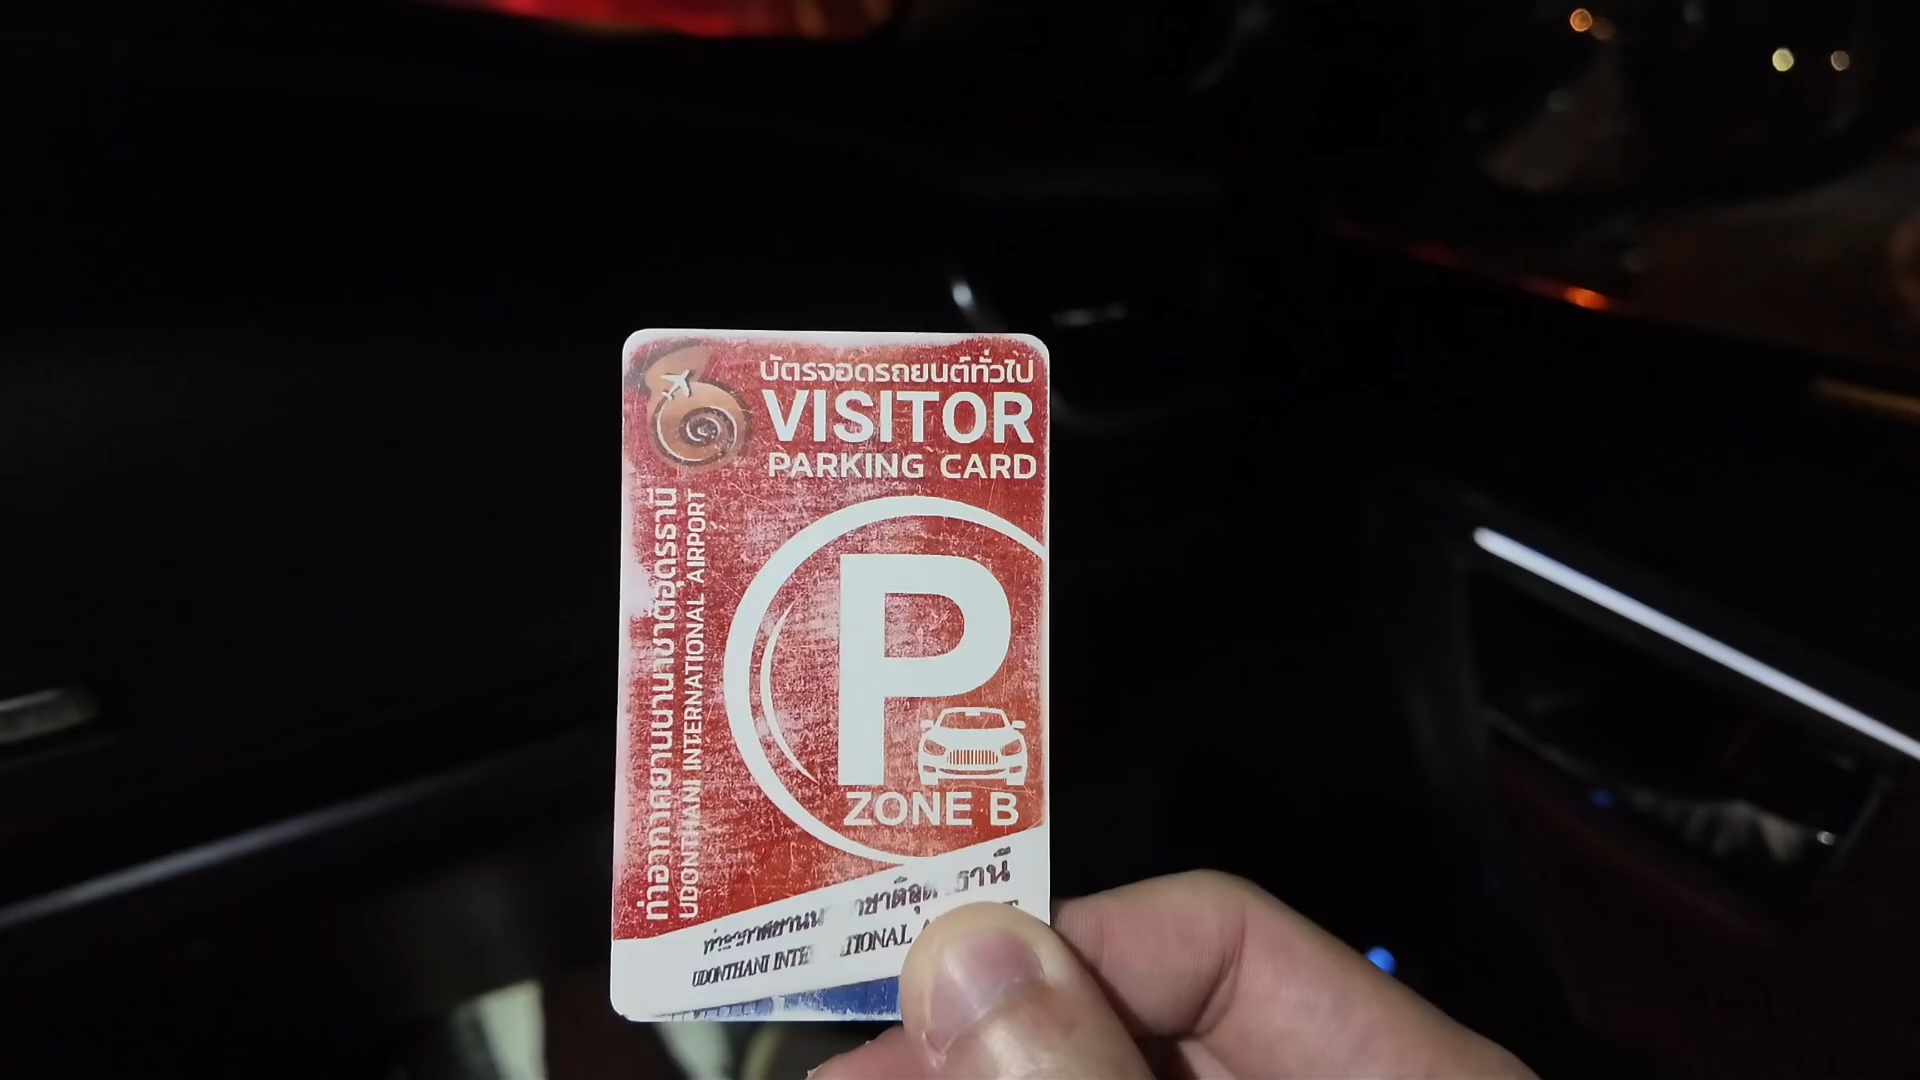 บัตรจอดรถยนต์ทั่วไป
VISITOR
PARKING CARD
ท่าอากาศยานนานาชาติอุดรธานี
UDONTHANI INTERNATIONAL AIRPORT
P
ZONE B
UDONTHANI